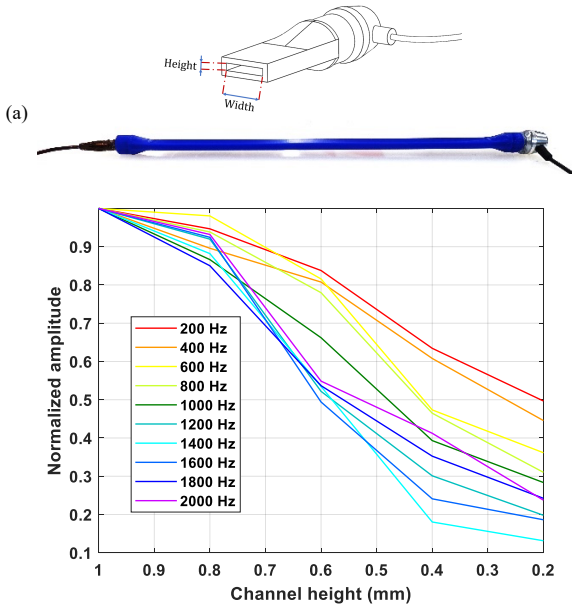 Height
Width
(a)
Normalized amplitude
0.9
0.8
0.7
0.6
0.5
0.4
0.3
0.2
0.1
200 Hz
400 Hz
600 Hz
800 Hz
1000 Hz
1200 Hz
1400 Hz
1600 Hz
1800 Hz
2000 Hz
1 0.9 0.8 0.7 0.6 0.5 0.4 0.3 0.2
Channel height (mm)